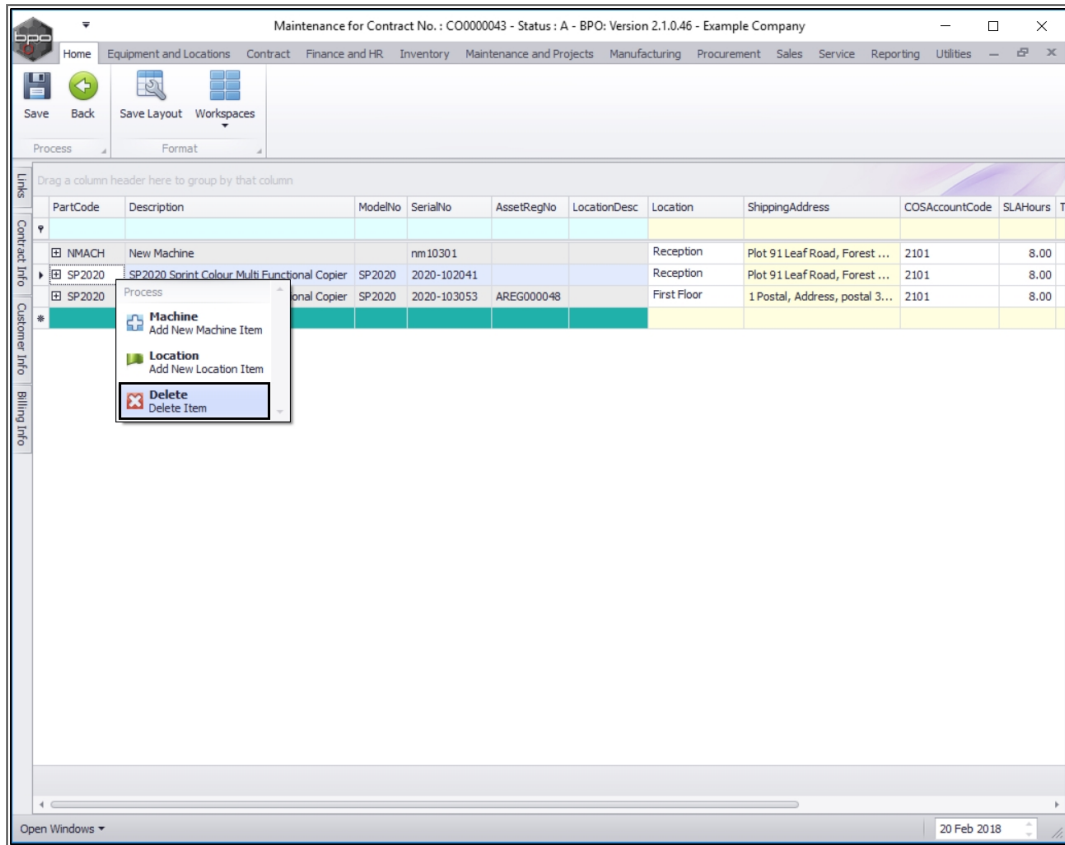 bpo
Maintenance for Contract No. : CO0000043 - Status : A - BPO: Version 2.1.0.46 - Example Company
Home Equipment and Locations Contract Finance and HR Inventory Maintenance and Projects Manufacturing Procurement Sales Service Reporting Utilities
Save Back Save Layout Workspaces
Process Format
Links
Contract Info
Customer Info
Billing Info
Drag a column header here to group by that column
PartCode Description ModelNo SerialNo AssetRegNo LocationDesc Location ShippingAddress COSAccountCode SLAHours T
NMACH New Machine nm10301 Reception Plot 91 Leaf Road, Forest ... 2101 8.00
SP2020 SP2020 Sprint Colour Multi Functional Copier SP2020 2020-102041 Reception Plot 91 Leaf Road, Forest ... 2101 8.00
SP2020 onal Copier SP2020 2020-103053 AREG000048 First Floor 1 Postal, Address, postal 3... 2101 8.00
Process
Machine
Add New Machine Item
Location
Add New Location Item
Delete
Delete Item
Open Windows 20 Feb 2018